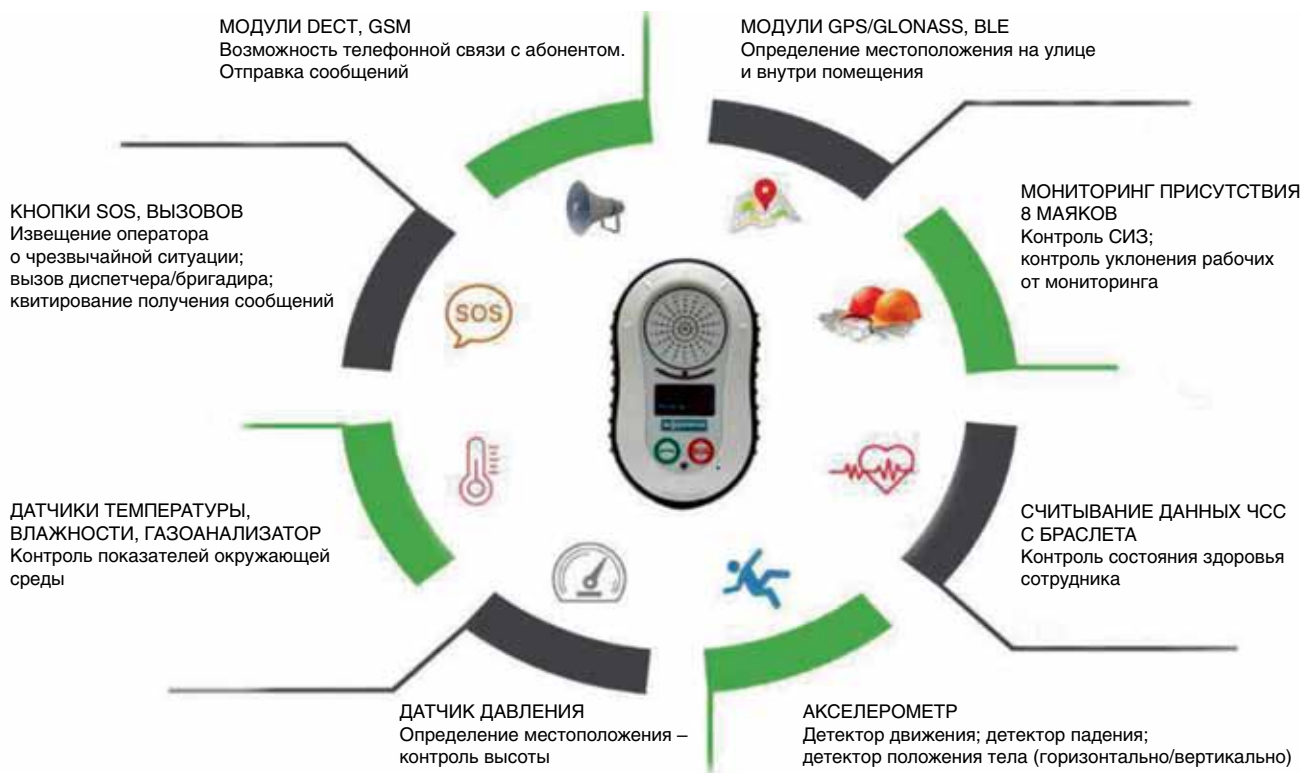 МОДУЛИ DECT, GSM
Возможность телефонной связи с абонентом.
Отправка сообщений
МОДУЛИ GPS/GLONASS, BLE
Определение местоположения на улице
и внутри помещения
КНОПКИ SOS, ВЫЗОВОВ
Извещение оператора
о чрезвычайной ситуации;
вызов диспетчера/бригадира;
квитирование получения сообщений
SOS
МОНИТОРИНГ ПРИСУТСТВИЯ
8 МАЯКОВ
Контроль СИЗ;
контроль уклонения рабочих
от мониторинга
ДАТЧИКИ ТЕМПЕРАТУРЫ,
ВЛАЖНОСТИ, ГАЗОАНАЛИЗАТОР
Контроль показателей окружающей
среды
СЧИТЫВАНИЕ ДАННЫХ ЧСС
С БРАСЛЕТА
Контроль состояния здоровья
сотрудника
ДАТЧИК ДАВЛЕНИЯ
Определение местоположения –
контроль высоты
АКСЕЛЕРОМЕТР
Детектор движения; детектор падения;
детектор положения тела (горизонтально/вертикально)